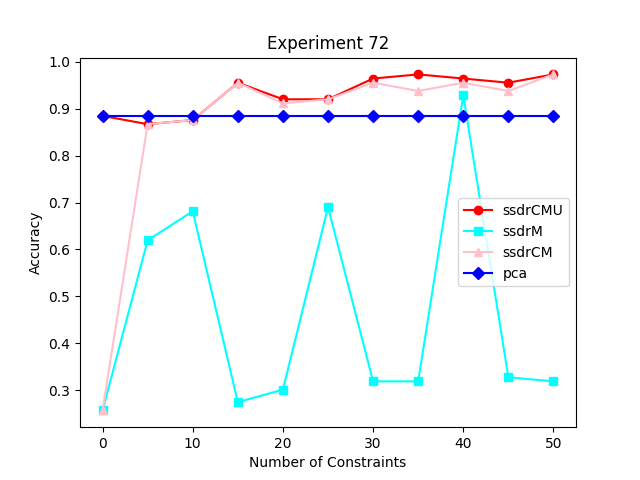 Experiment 72
1.0
0.9
0.8
0.7
0.6
0.5
0.4
0.3
Accuracy
ssdrCMU
ssdrM
ssdrCM
pca
0 10 20 30 40 50
Number of Constraints